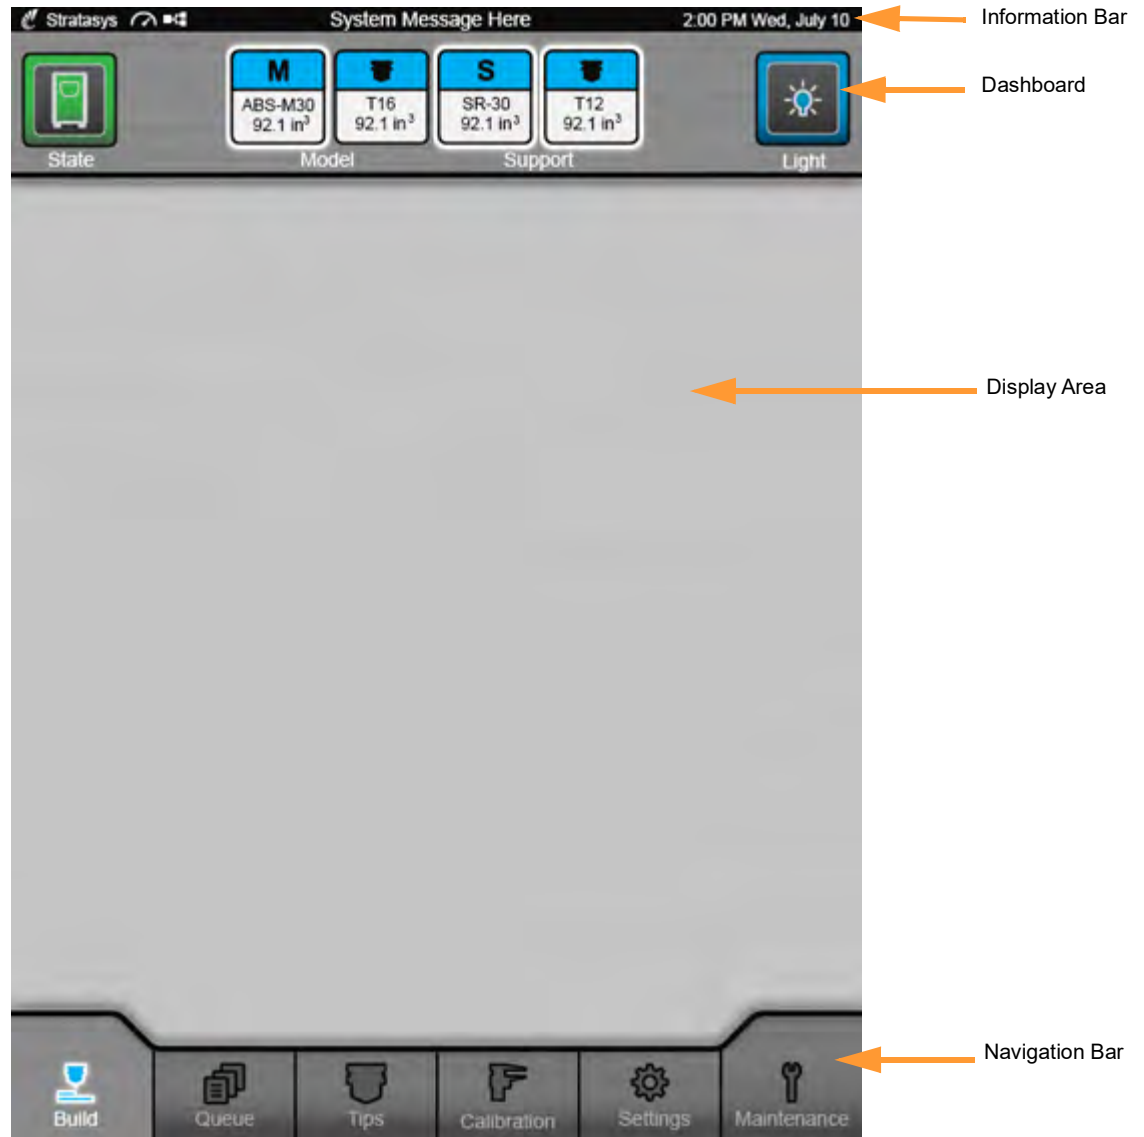 Stratasys System Message Here 2:00 PM Wed, July 10
Information Bar
Dashboard
M S
ABS-M30 T16 SR-30 T12
92.1 in³ 92.1 in³ 92.1 in³ 92.1 in³
State Model Support Light
Display Area
Navigation Bar
Build Queue Tips Calibration Settings Maintenance